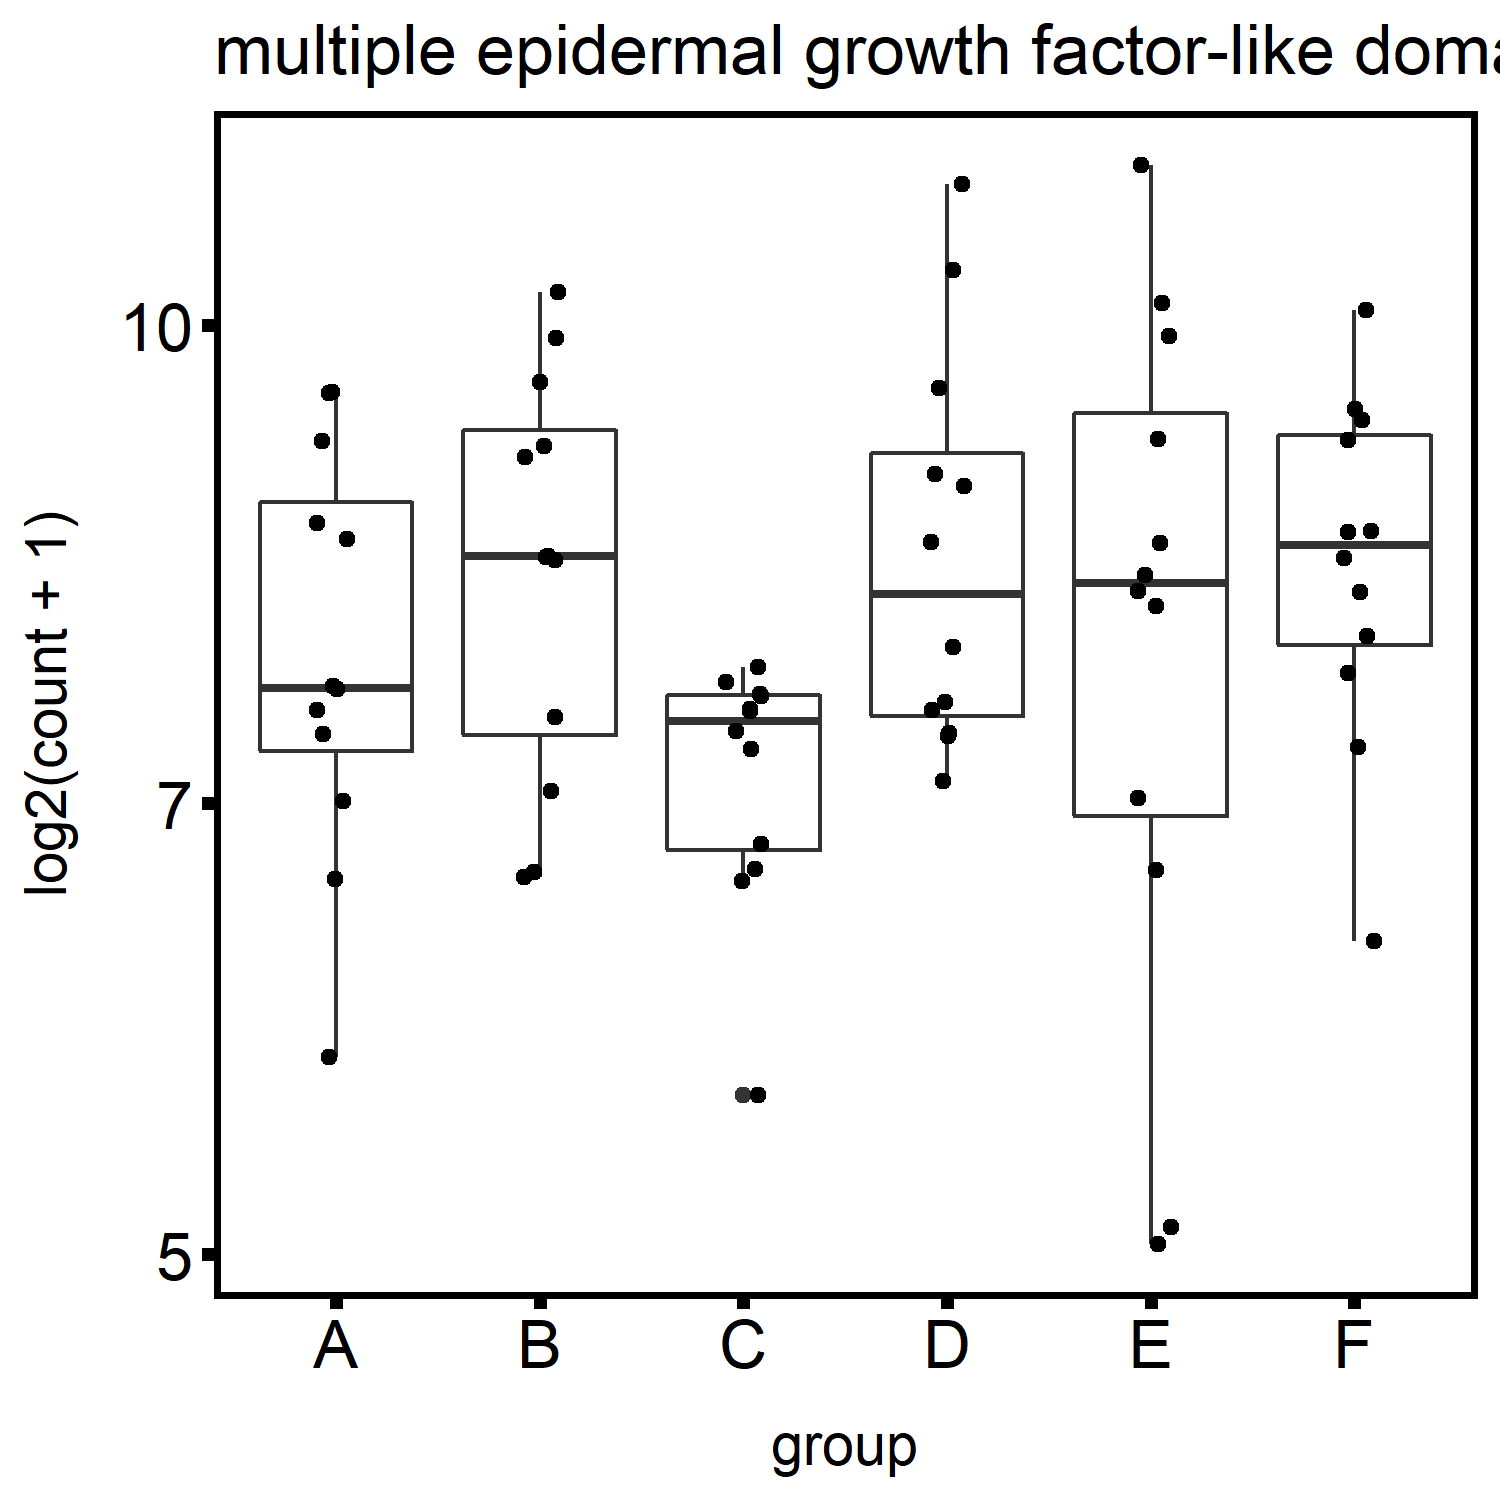 multiple epidermal growth factor-like doma
log2(count + 1)
10
7
5
A B C D E F
group